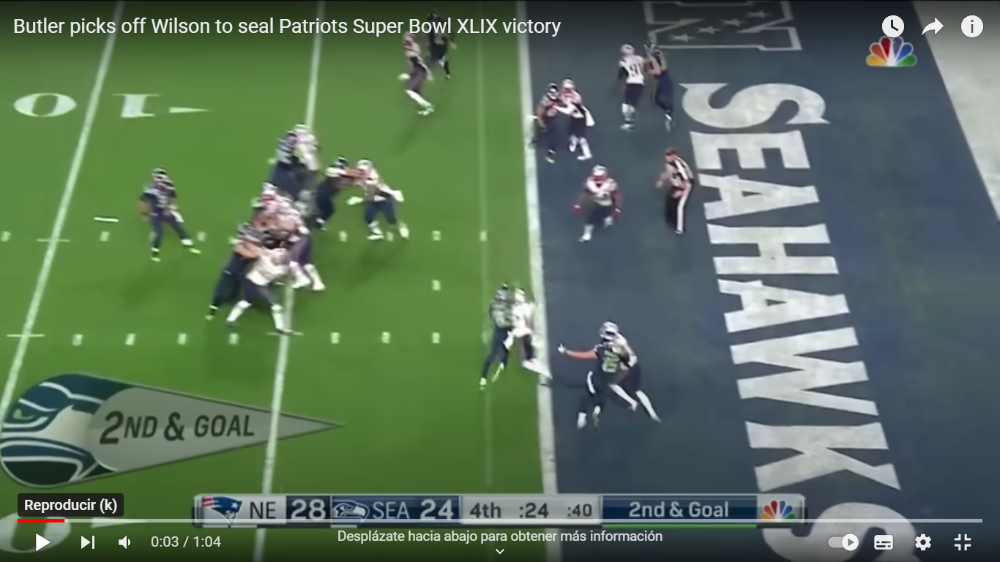 Butler picks off Wilson to seal Patriots Super Bowl XLIX victory
SEAHAWKS
10
2ND & GOAL
NE 28 SEA 24 4th :24 :40 2nd & Goal
Reproducir (k)
0:03 / 1:04
Desplázate hacia abajo para obtener más información